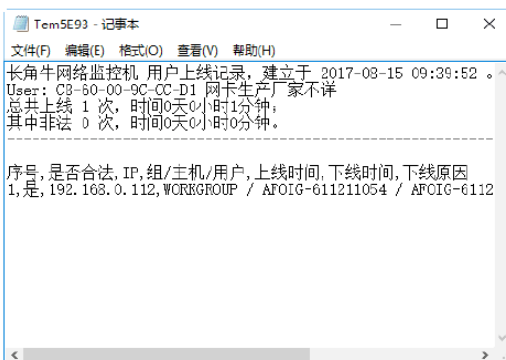 Tem5E93 - 记事本
文件(F) 编辑(E) 格式(O) 查看(V) 帮助(H)
长角牛网络监控机 用户上线记录，建立于 2017-08-15 09:39:52 。
User: CB-60-00-9C-CC-D1 网卡生产厂家不详
总共上线 1 次，时间0天0小时1分钟；
其中非法 0 次，时间0天0小时0分钟。
--------------------------------------------------------------
序号,是否合法,IP,组/主机/用户,上线时间,下线时间,下线原因
1,是,192.168.0.112,WORKGROUP / AFOIG-611211054 / AFOIG-6112